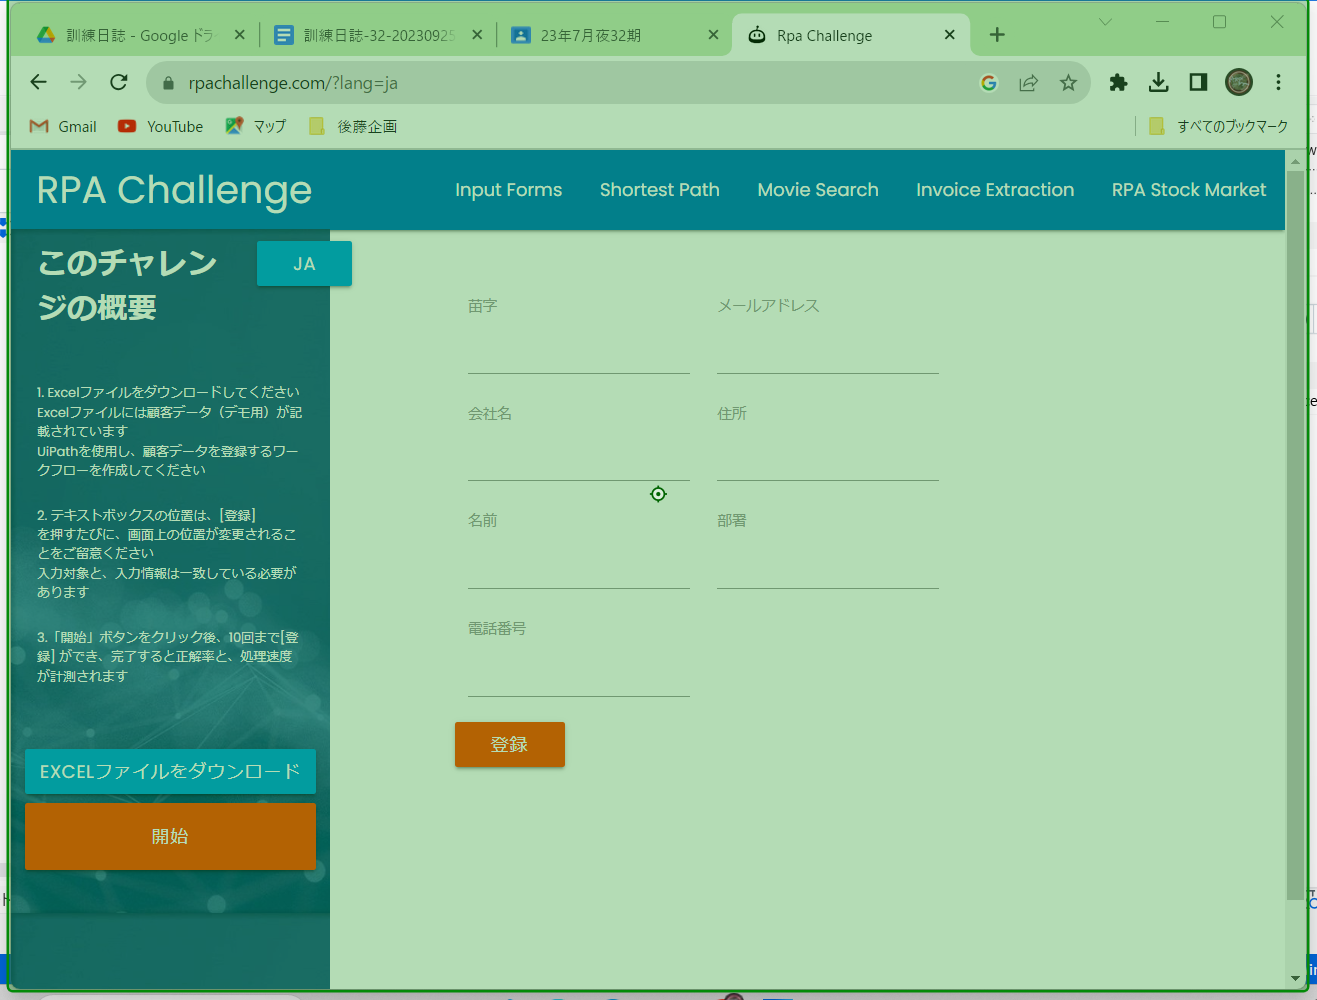 訓練日誌 - Google ドラ
訓練日誌-32-20230925
23年7月夜32期
Rpa Challenge
rpachallenge.com/?lang=ja
Gmail
YouTube
マップ
後藤企画
すべてのブックマーク
RPA Challenge
Input Forms
Shortest Path
Movie Search
Invoice Extraction
RPA Stock Market
このチャレン
ジの概要
JA
1. Excelファイルをダウンロードしてください
Excelファイルには顧客データ（デモ用）が記
載されています
UiPathを使用し、顧客データを登録するワー
クフローを作成してください
2. テキストボックスの位置は、[登録]
を押すたびに、画面上の位置が変更されるこ
とをご留意ください
入力対象と、入力情報は一致している必要が
あります
3.「開始」ボタンをクリック後、10回まで[登
録] ができ、完了すると正解率と、処理速度
が計測されます
EXCELファイルをダウンロード
開始
苗字
メールアドレス
会社名
住所
名前
部署
電話番号
登録